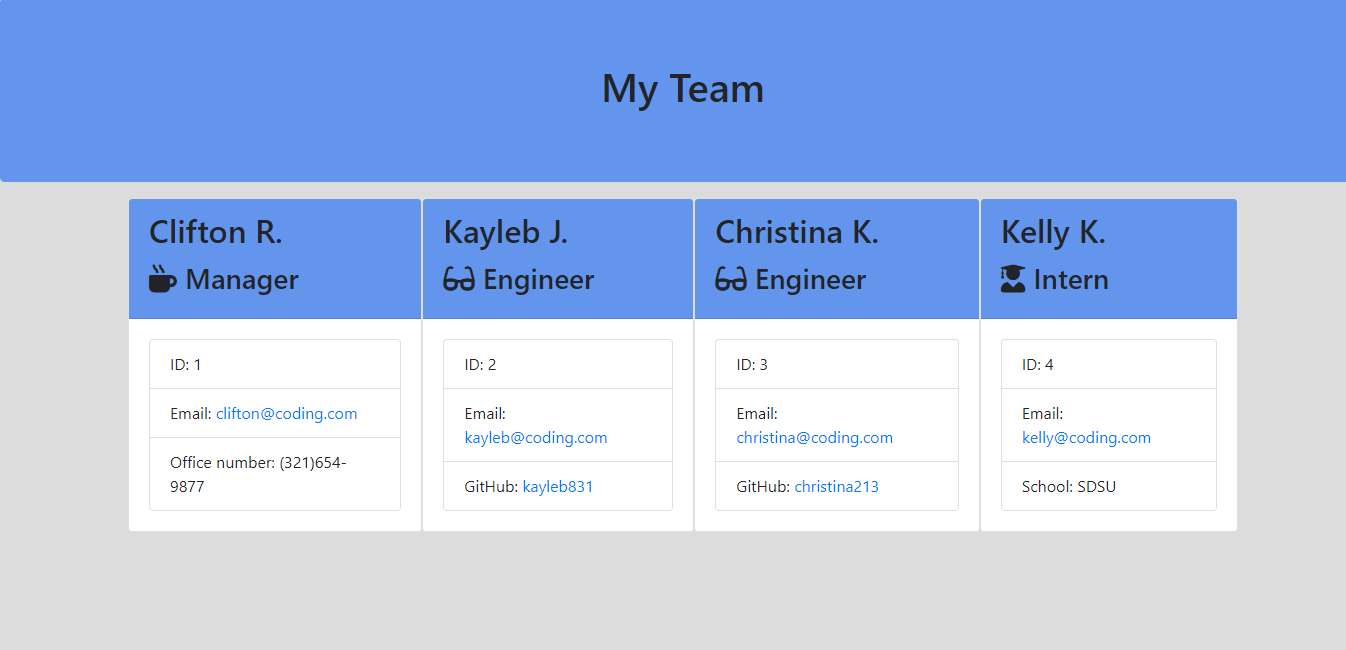 My Team
Clifton R.
Manager
ID: 1
Email: clifton@coding.com
Office number: (321)654-
9877
Kayleb J.
Engineer
ID: 2
Email:
kayleb@coding.com
GitHub: kayleb831
Christina K.
Engineer
ID: 3
Email:
christina@coding.com
GitHub: christina213
Kelly K.
Intern
ID: 4
Email:
kelly@coding.com
School: SDSU